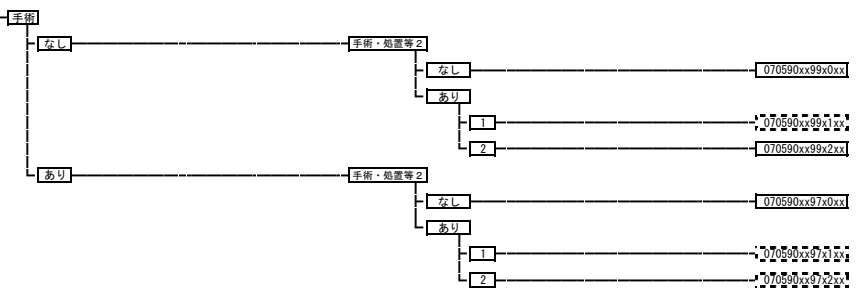 手術
なし 手術・処置等2
なし 070590xx99x0xx
あり
1 070590xx99x1xx
2 070590xx99x2xx
あり 手術・処置等2
なし 070590xx97x0xx
あり
1 070590xx97x1xx
2 070590xx97x2xx